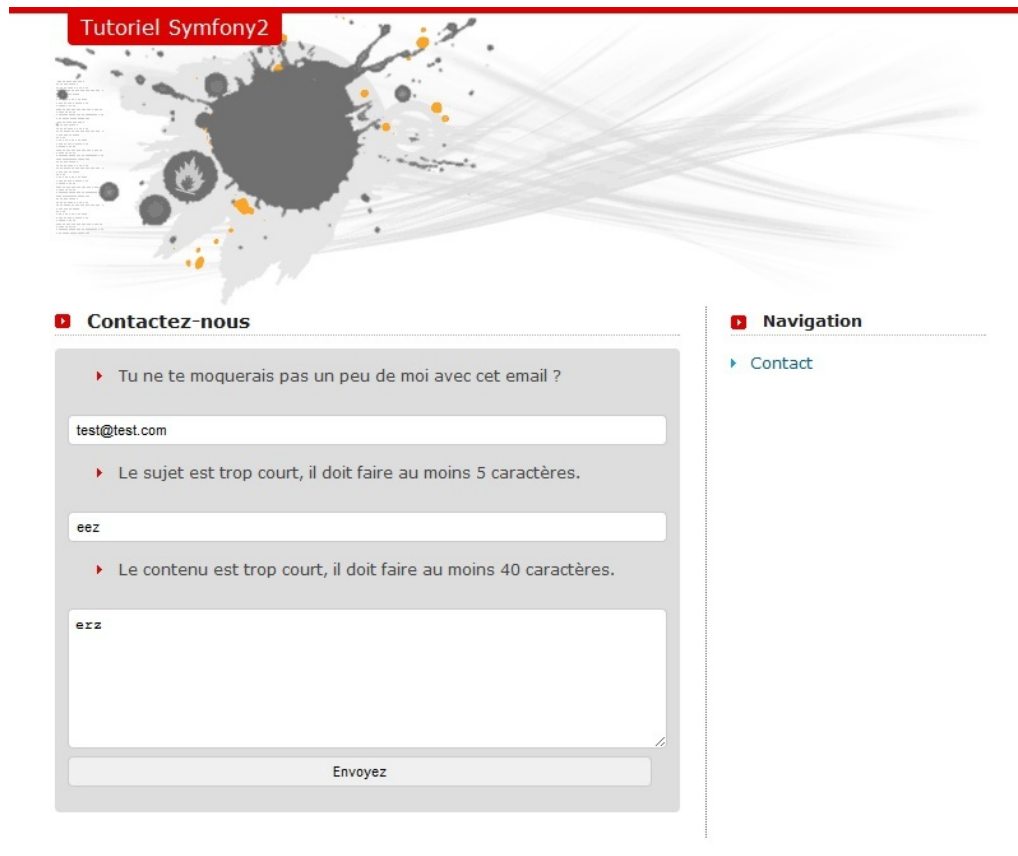 Tutoriel Symfony2
Contactez-nous
Tu ne te moquerais pas un peu de moi avec cet email ?
test@test.com
Le sujet est trop court, il doit faire au moins 5 caractères.
eez
Le contenu est trop court, il doit faire au moins 40 caractères.
erz
Envoyez
Navigation
Contact